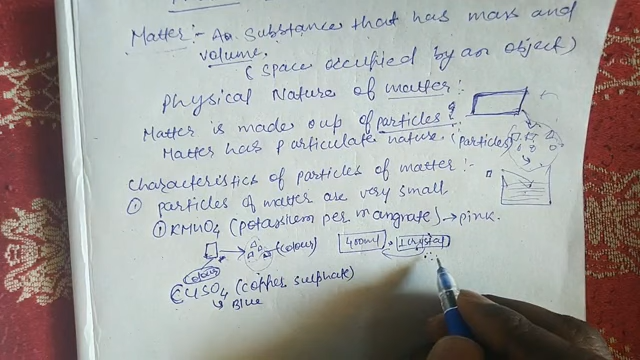 Matter:- An substance that has mass and
volume.
(space occupied by an object)
Physical Nature of matter:-
Matter is made oup of particles
Matter has particulate nature (particles)
Characteristics of particles of matter:-
① particles of matter are very small
① KMnO4 (potassium per mangrate) → pink.
(colour)
400ml + 1 crystal
colour
CUSO4 (copper sulphate)
Blue